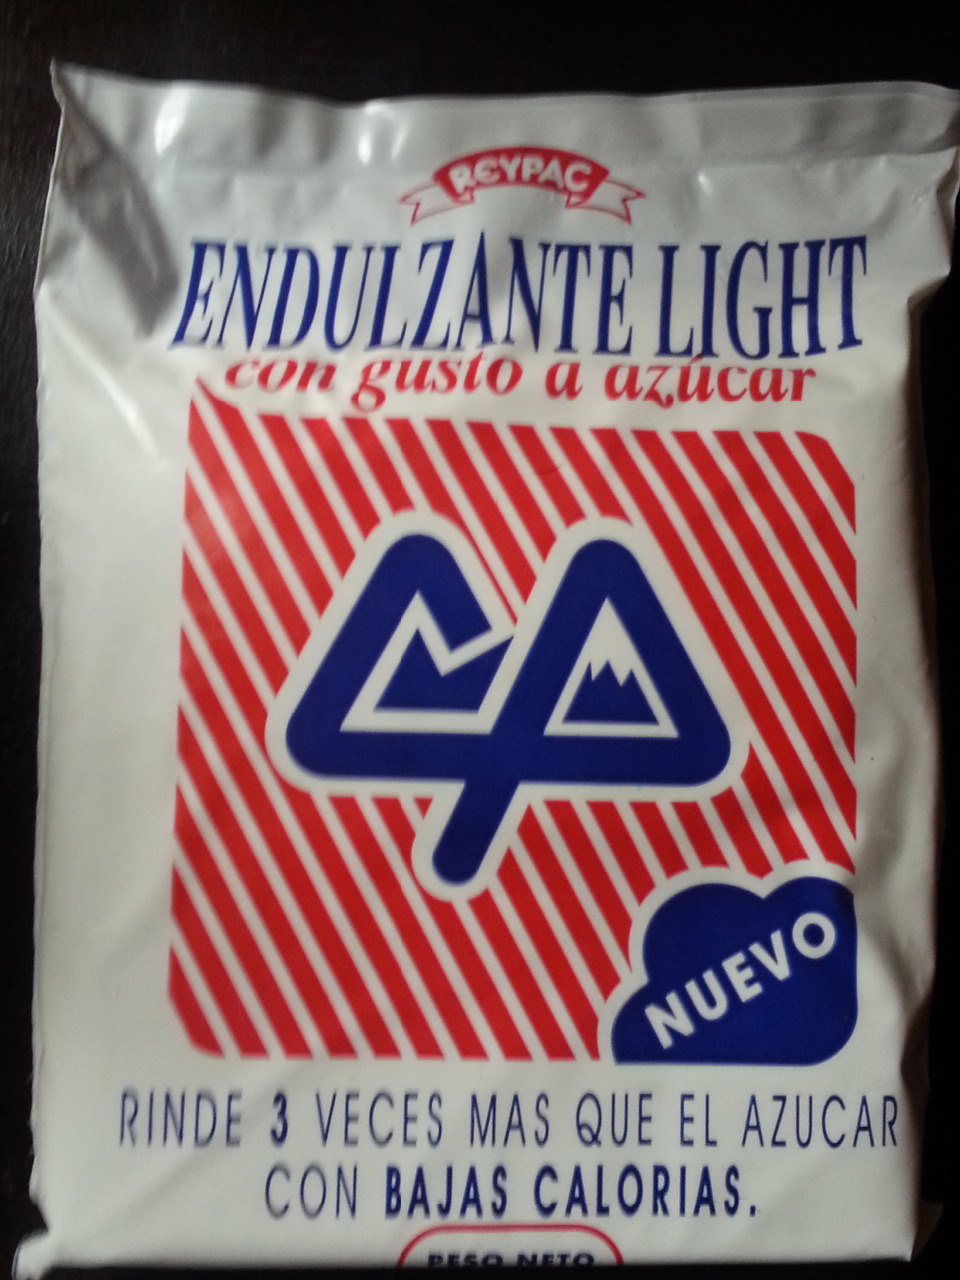 REYPAC
ENDULZANTE LIGHT
con gusto a azúcar
NUEVO
RINDE 3 VECES MAS QUE EL AZUCAR
CON BAJAS CALORIAS.
PESO NETO